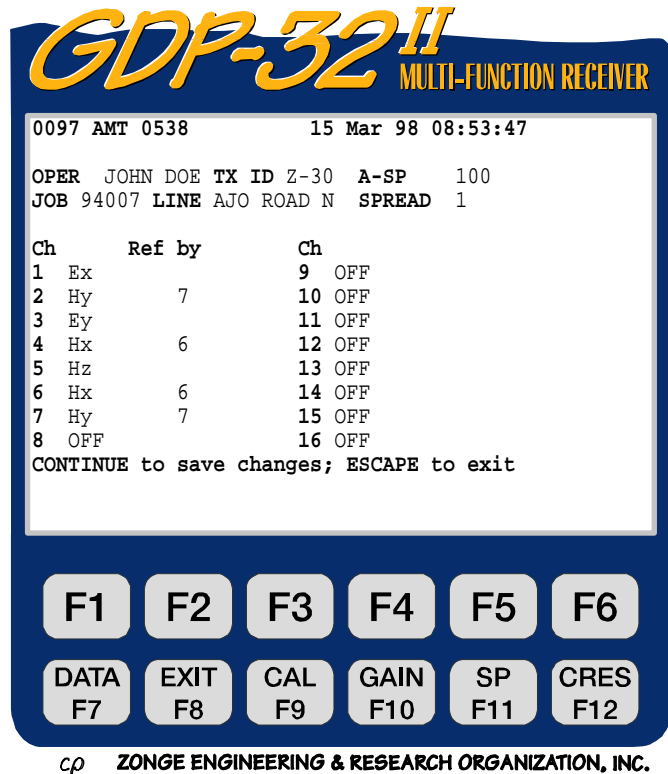 GDP-32 II
MULTI-FUNCTION RECEIVER
0097 AMT 0538 15 Mar 98 08:53:47
OPER JOHN DOE TX ID Z-30 A-SP 100
JOB 94007 LINE AJO ROAD N SPREAD 1
Ch Ref by Ch
1 Ex 9 OFF
2 Hy 7 10 OFF
3 Ey 11 OFF
4 Hx 6 12 OFF
5 Hz 13 OFF
6 Hx 6 14 OFF
7 Hy 7 15 OFF
8 OFF 16 OFF
CONTINUE to save changes; ESCAPE to exit
F1 F2 F3 F4 F5 F6
DATA EXIT CAL GAIN SP CRES
F7 F8 F9 F10 F11 F12
ZONGE ENGINEERING & RESEARCH ORGANIZATION, INC.